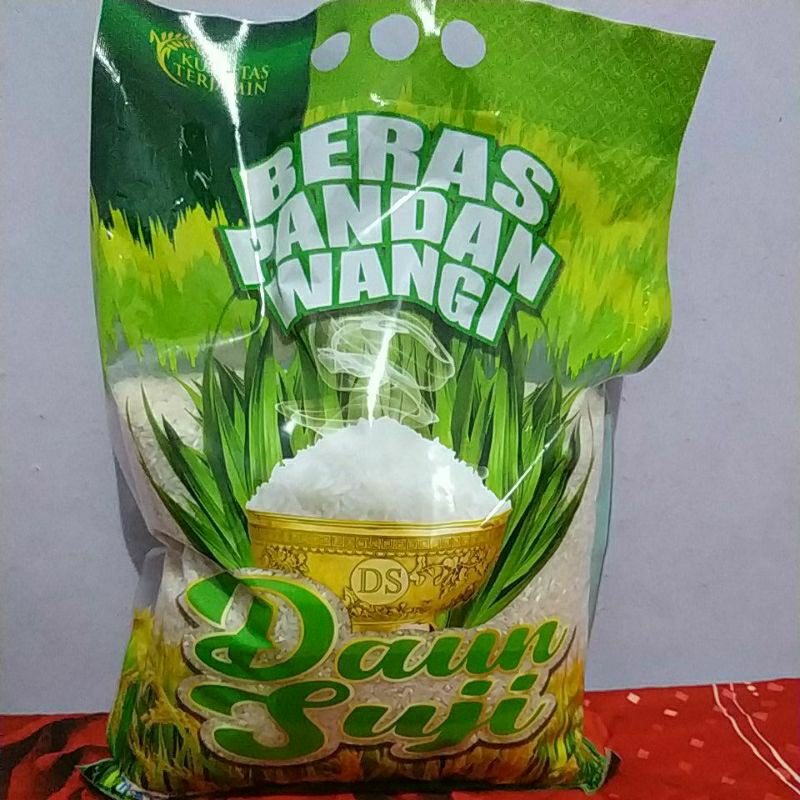 KUALITAS
TERJAMIN
BERAS
PANDAN
WANGI
DS
Daun
Suji